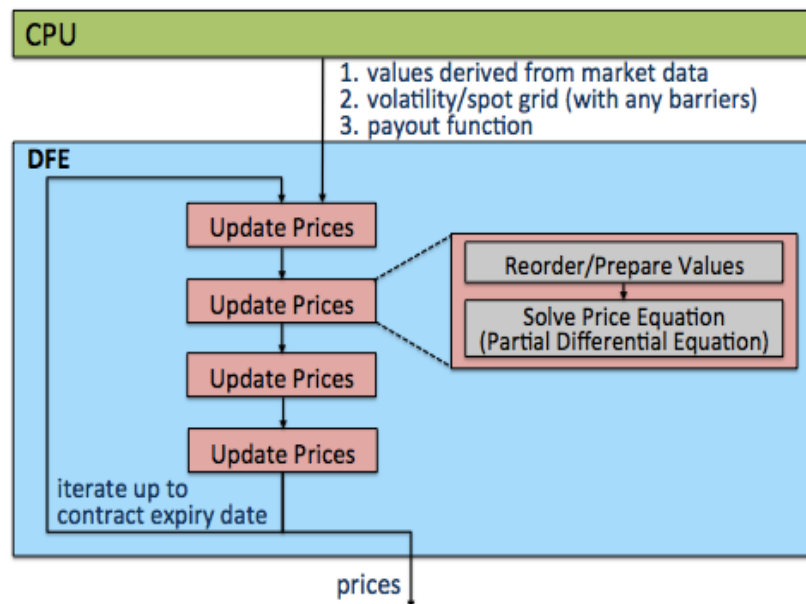 CPU
1. values derived from market data
2. volatility/spot grid (with any barriers)
3. payout function
DFE
Update Prices
Update Prices
Reorder/Prepare Values
Solve Price Equation
(Partial Differential Equation)
Update Prices
Update Prices
iterate up to
contract expiry date
prices